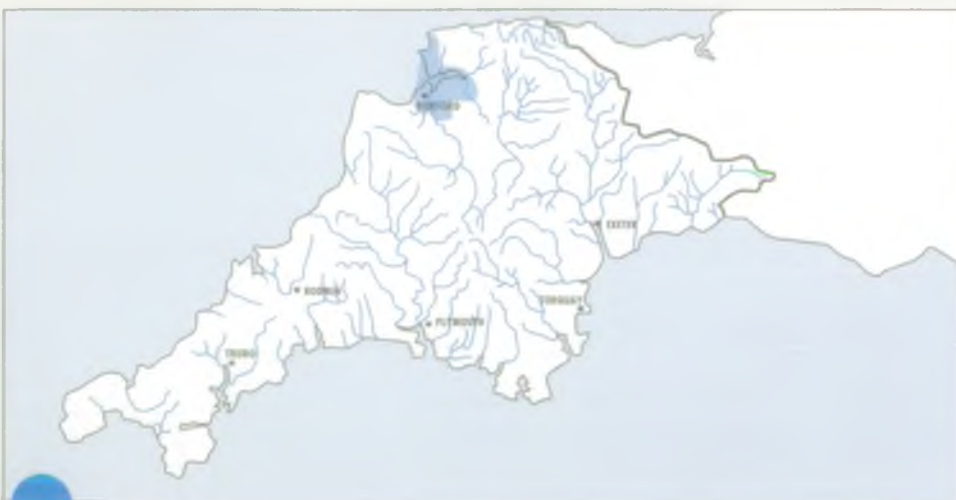 BIDEFORD
EXETER
BODMIN
TORQUAY
PLYMOUTH
TRURO